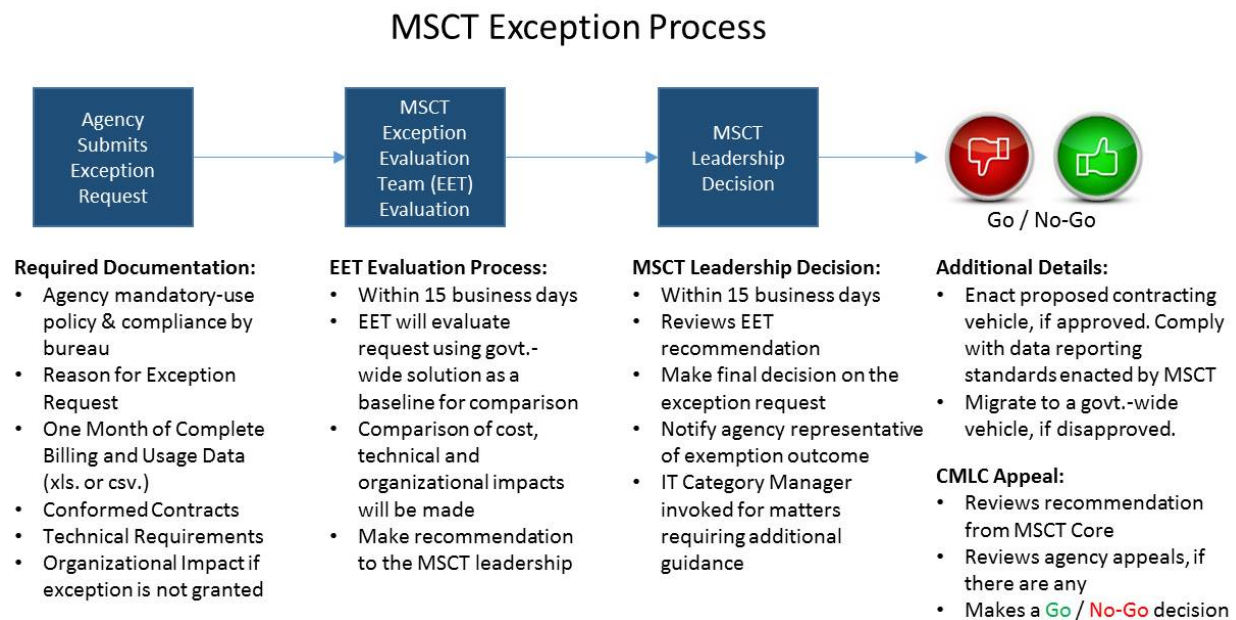 MSCT Exception Process
Agency
Submits
Exception
Request
MSCT
Exception
Evaluation
Team (EET)
Evaluation
MSCT
Leadership
Decision
Go / No-Go
Required Documentation:
• Agency mandatory-use
policy & compliance by
bureau
• Reason for Exception
Request
• One Month of Complete
Billing and Usage Data
(xls. or csv.)
• Conformed Contracts
• Technical Requirements
• Organizational Impact if
exception is not granted
EET Evaluation Process:
• Within 15 business days
• EET will evaluate
request using govt.-
wide solution as a
baseline for comparison
• Comparison of cost,
technical and
organizational impacts
will be made
• Make recommendation
to the MSCT leadership
MSCT Leadership Decision:
• Within 15 business days
• Reviews EET
recommendation
• Make final decision on the
exception request
• Notify agency representative
of exemption outcome
• IT Category Manager
invoked for matters
requiring additional
guidance
Additional Details:
• Enact proposed contracting
vehicle, if approved. Comply
with data reporting
standards enacted by MSCT
• Migrate to a govt.-wide
vehicle, if disapproved.
CMLC Appeal:
• Reviews recommendation
from MSCT Core
• Reviews agency appeals, if
there are any
• Makes a Go / No-Go decision